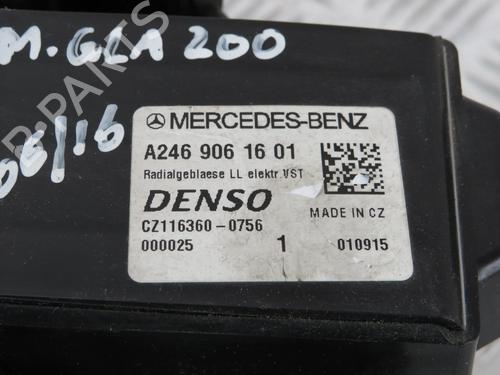 M. GLA 200
06/16
MERCEDES-BENZ
A246 906 16 01
Radialgeblaese LL elektr.VST
DENSO
MADE IN CZ
CZ116360-0756
000025 1 010915